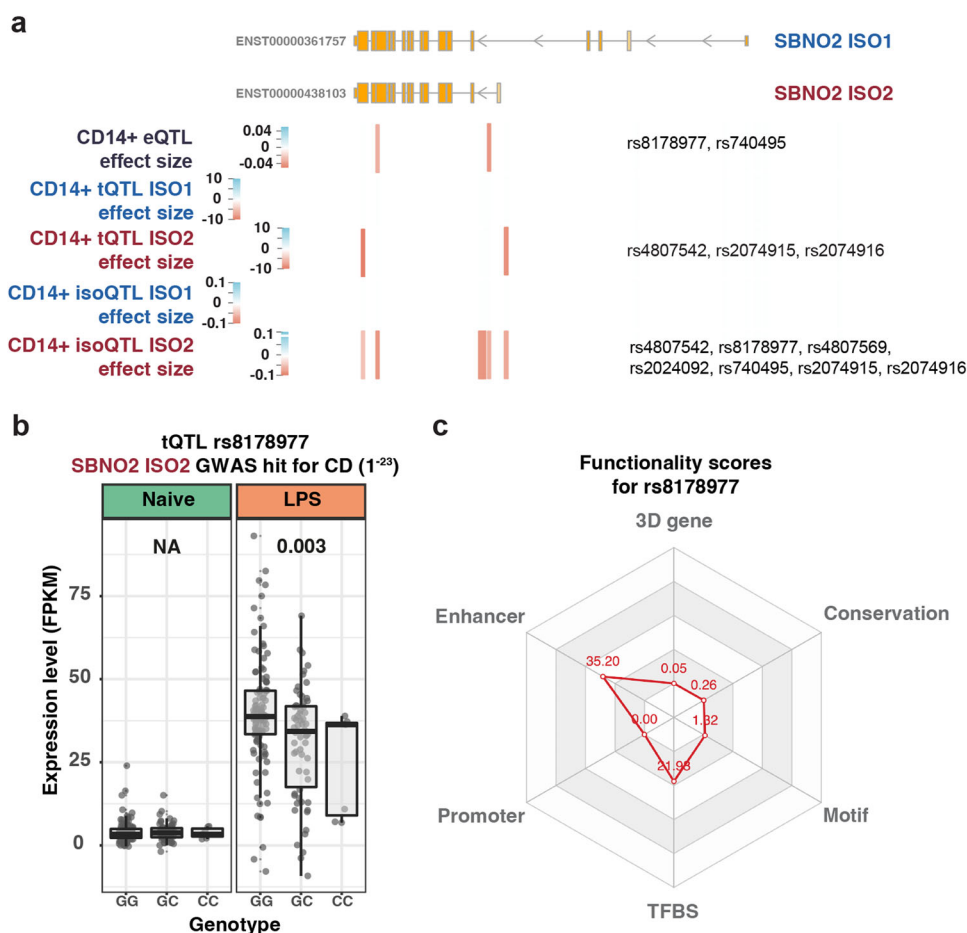 a
ENST00000361757
SBNO2 ISO1
ENST00000438103
SBNO2 ISO2
CD14+ eQTL
effect size
0.04
0
-0.04
rs8178977, rs740495
CD14+ tQTL ISO1
effect size
10
0
-10
CD14+ tQTL ISO2
effect size
10
0
-10
rs4807542, rs2074915, rs2074916
CD14+ isoQTL ISO1
effect size
0.1
0
-0.1
CD14+ isoQTL ISO2
effect size
0.1
0
-0.1
rs4807542, rs8178977, rs4807569,
rs2024092, rs740495, rs2074915, rs2074916
b
tQTL rs8178977
SBNO2 ISO2 GWAS hit for CD (1-23)
Naive
LPS
NA
0.003
Expression level (FPKM)
75
50
25
0
GG GC CC
GG GC CC
Genotype
c
Functionality scores
for rs8178977
3D gene
Enhancer
Conservation
35.20
0.05
0.26
0.00
1.32
21.93
Promoter
Motif
TFBS